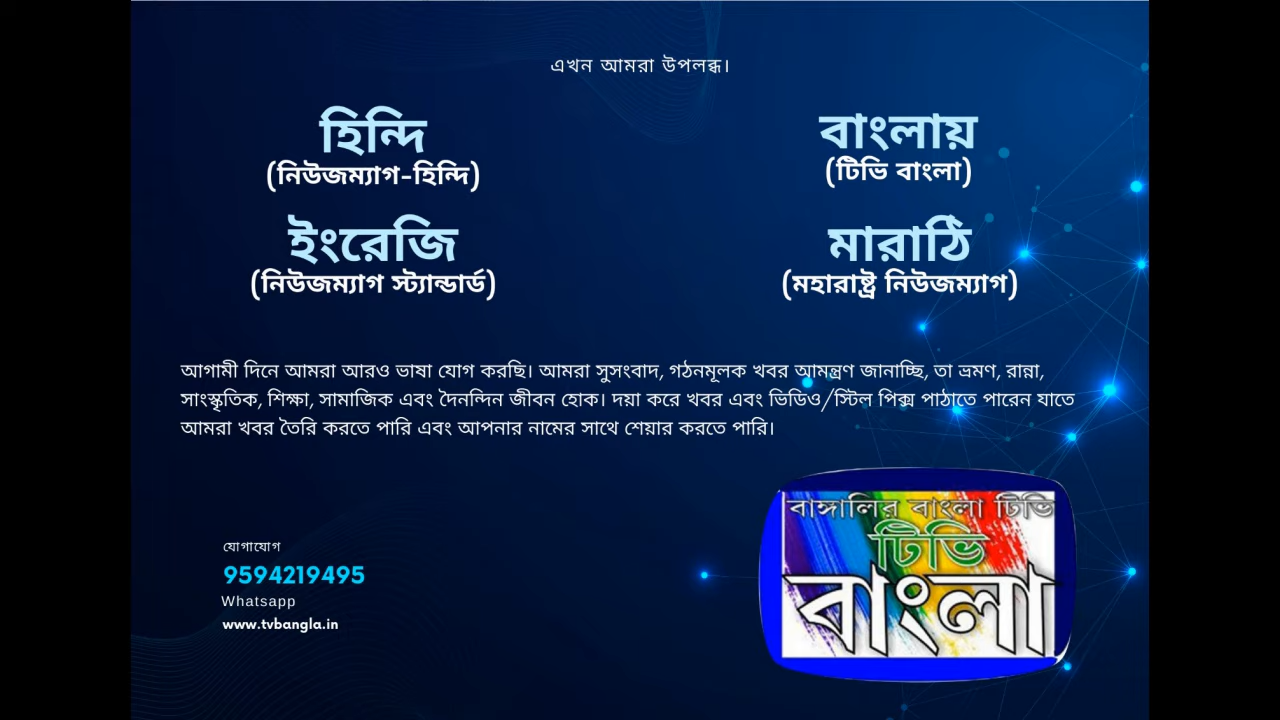 এখন আমরা উপলব্ধ।
হিন্দি
(নিউজম্যাগ-হিন্দি)
বাংলায়
(টিভি বাংলা)
ইংরেজি
(নিউজম্যাগ স্ট্যান্ডার্ড)
মারাঠি
(মহারাষ্ট্র নিউজম্যাগ)
আগামী দিনে আমরা আরও ভাষা যোগ করছি। আমরা সুসংবাদ, গঠনমূলক খবর আমন্ত্রণ জানাচ্ছি, তা ভ্রমণ, রান্না,
সাংস্কৃতিক, শিক্ষা, সামাজিক এবং দৈনন্দিন জীবন হোক। দয়া করে খবর এবং ভিডিও/স্টিল পিক্স পাঠাতে পারেন যাতে
আমরা খবর তৈরি করতে পারি এবং আপনার নামের সাথে শেয়ার করতে পারি।
যোগাযোগ
9594219495
Whatsapp
www.tvbangla.in
বাঙ্গালির বাংলা টিভি
টিভি
বাংলা